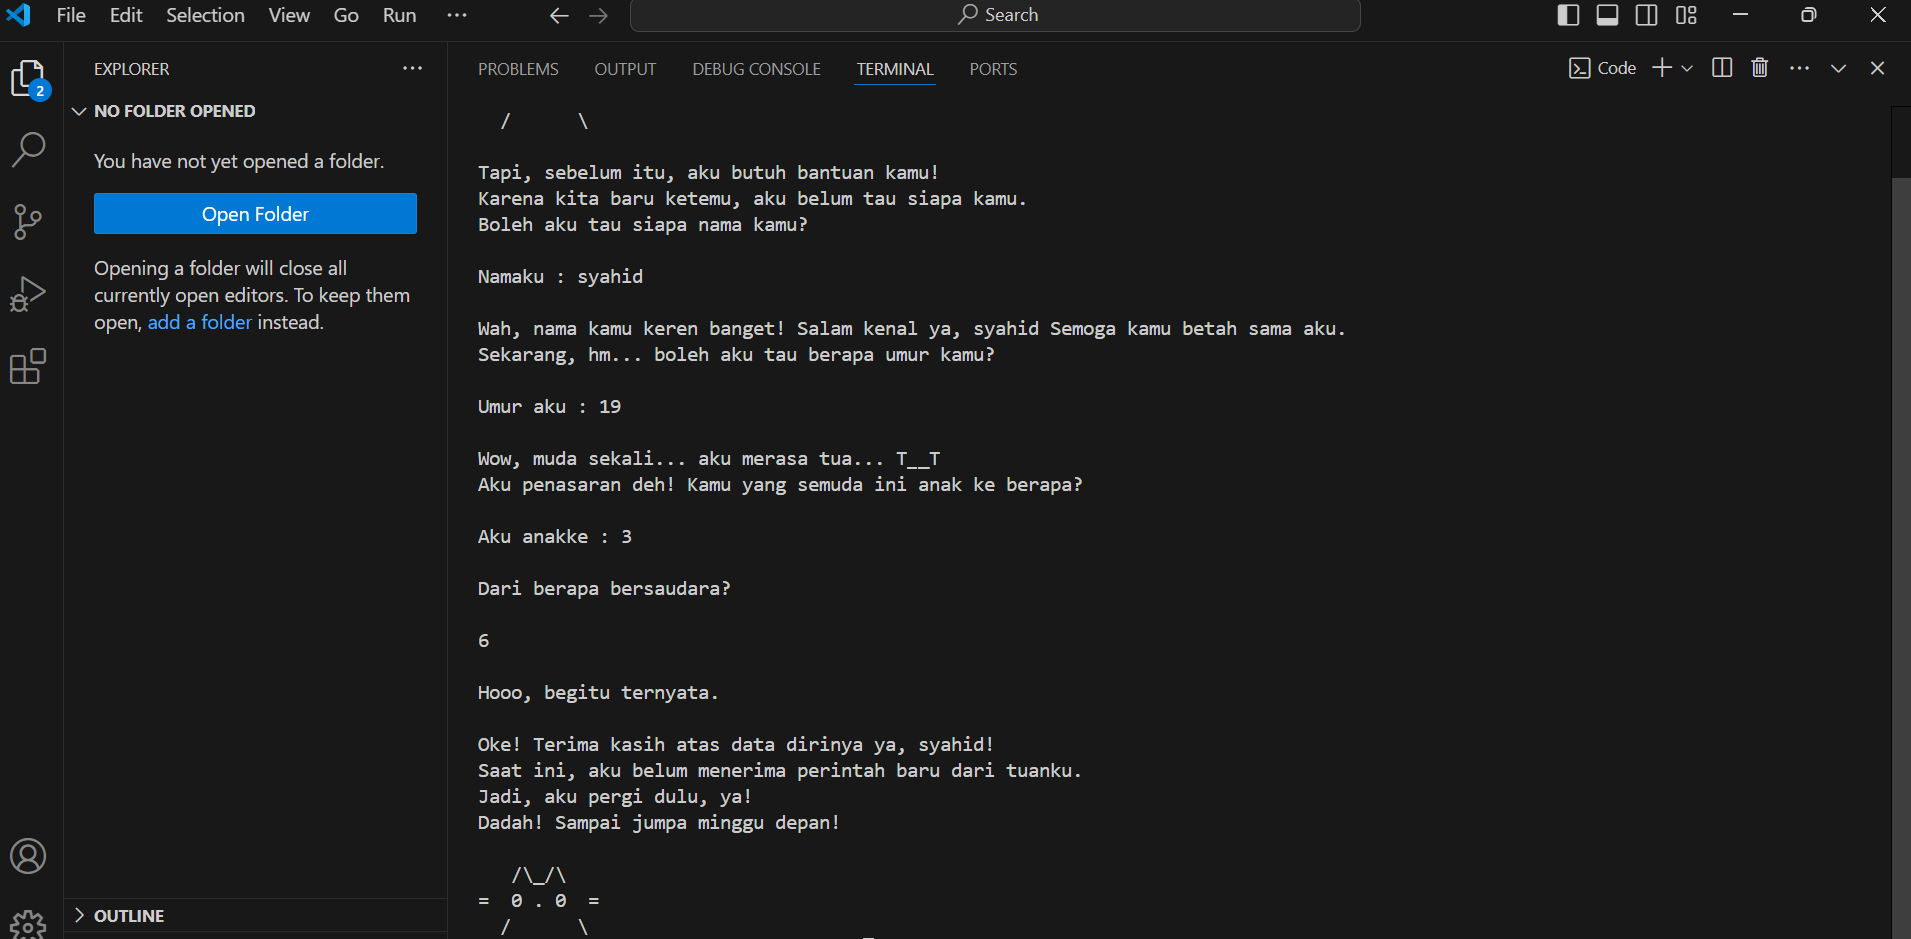 File Edit Selection View Go Run ...
Search
EXPLORER ...
PROBLEMS OUTPUT DEBUG CONSOLE TERMINAL PORTS
Code
2
NO FOLDER OPENED
You have not yet opened a folder.
Open Folder
Opening a folder will close all
currently open editors. To keep them
open, add a folder instead.
OUTLINE
/      \
Tapi, sebelum itu, aku butuh bantuan kamu!
Karena kita baru ketemu, aku belum tau siapa kamu.
Boleh aku tau siapa nama kamu?
Namaku : syahid
Wah, nama kamu keren banget! Salam kenal ya, syahid Semoga kamu betah sama aku.
Sekarang, hm... boleh aku tau berapa umur kamu?
Umur aku : 19
Wow, muda sekali... aku merasa tua... T__T
Aku penasaran deh! Kamu yang semuda ini anak ke berapa?
Aku anakke : 3
Dari berapa bersaudara?
6
Hooo, begitu ternyata.
Oke! Terima kasih atas data dirinya ya, syahid!
Saat ini, aku belum menerima perintah baru dari tuanku.
Jadi, aku pergi dulu, ya!
Dadah! Sampai jumpa minggu depan!
   /\_/\
=  0 . 0  =
  /      \